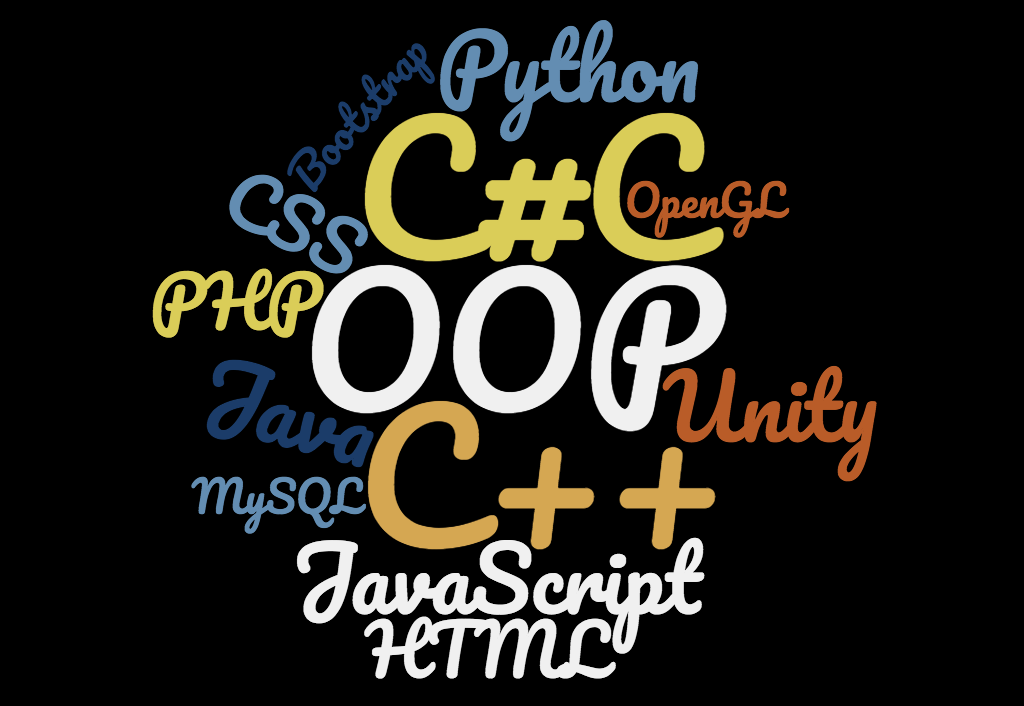 Python
Bootstrap
C#C
OpenGL
CSS
PHP
OOP
Java
Unity
C++
MySQL
JavaScript
HTML